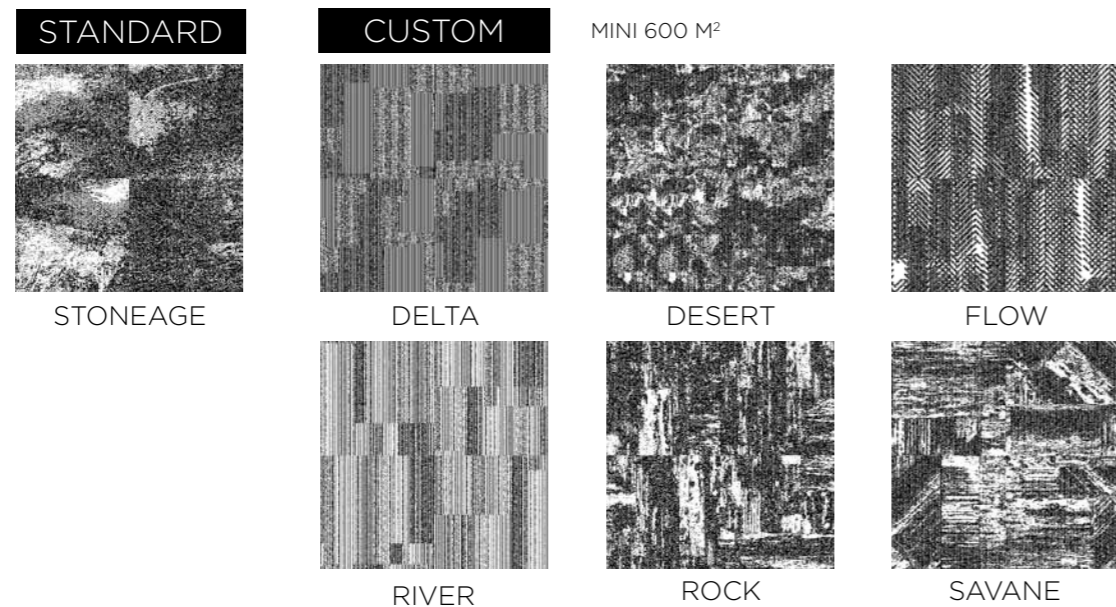 STANDARD
CUSTOM
MINI 600 M²
STONEAGE
DELTA
DESERT
FLOW
RIVER
ROCK
SAVANE